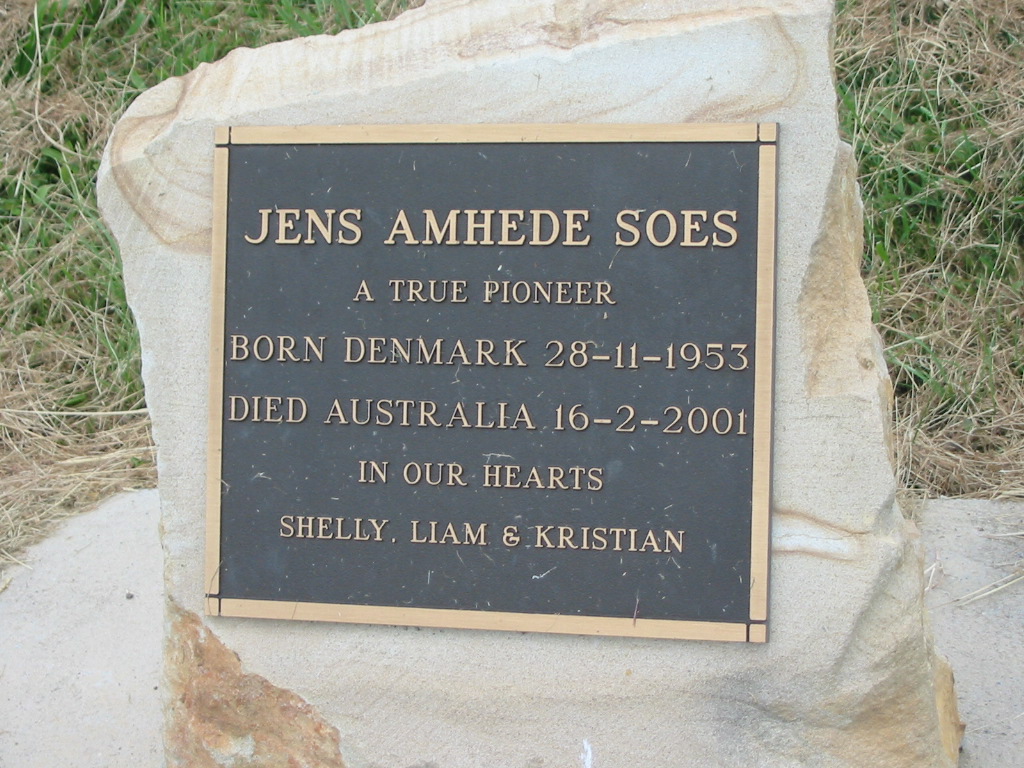 JENS AMHEDE SOES
A TRUE PIONEER
BORN DENMARK 28-11-1953
DIED AUSTRALIA 16-2-2001
IN OUR HEARTS
SHELLY, LIAM & KRISTIAN